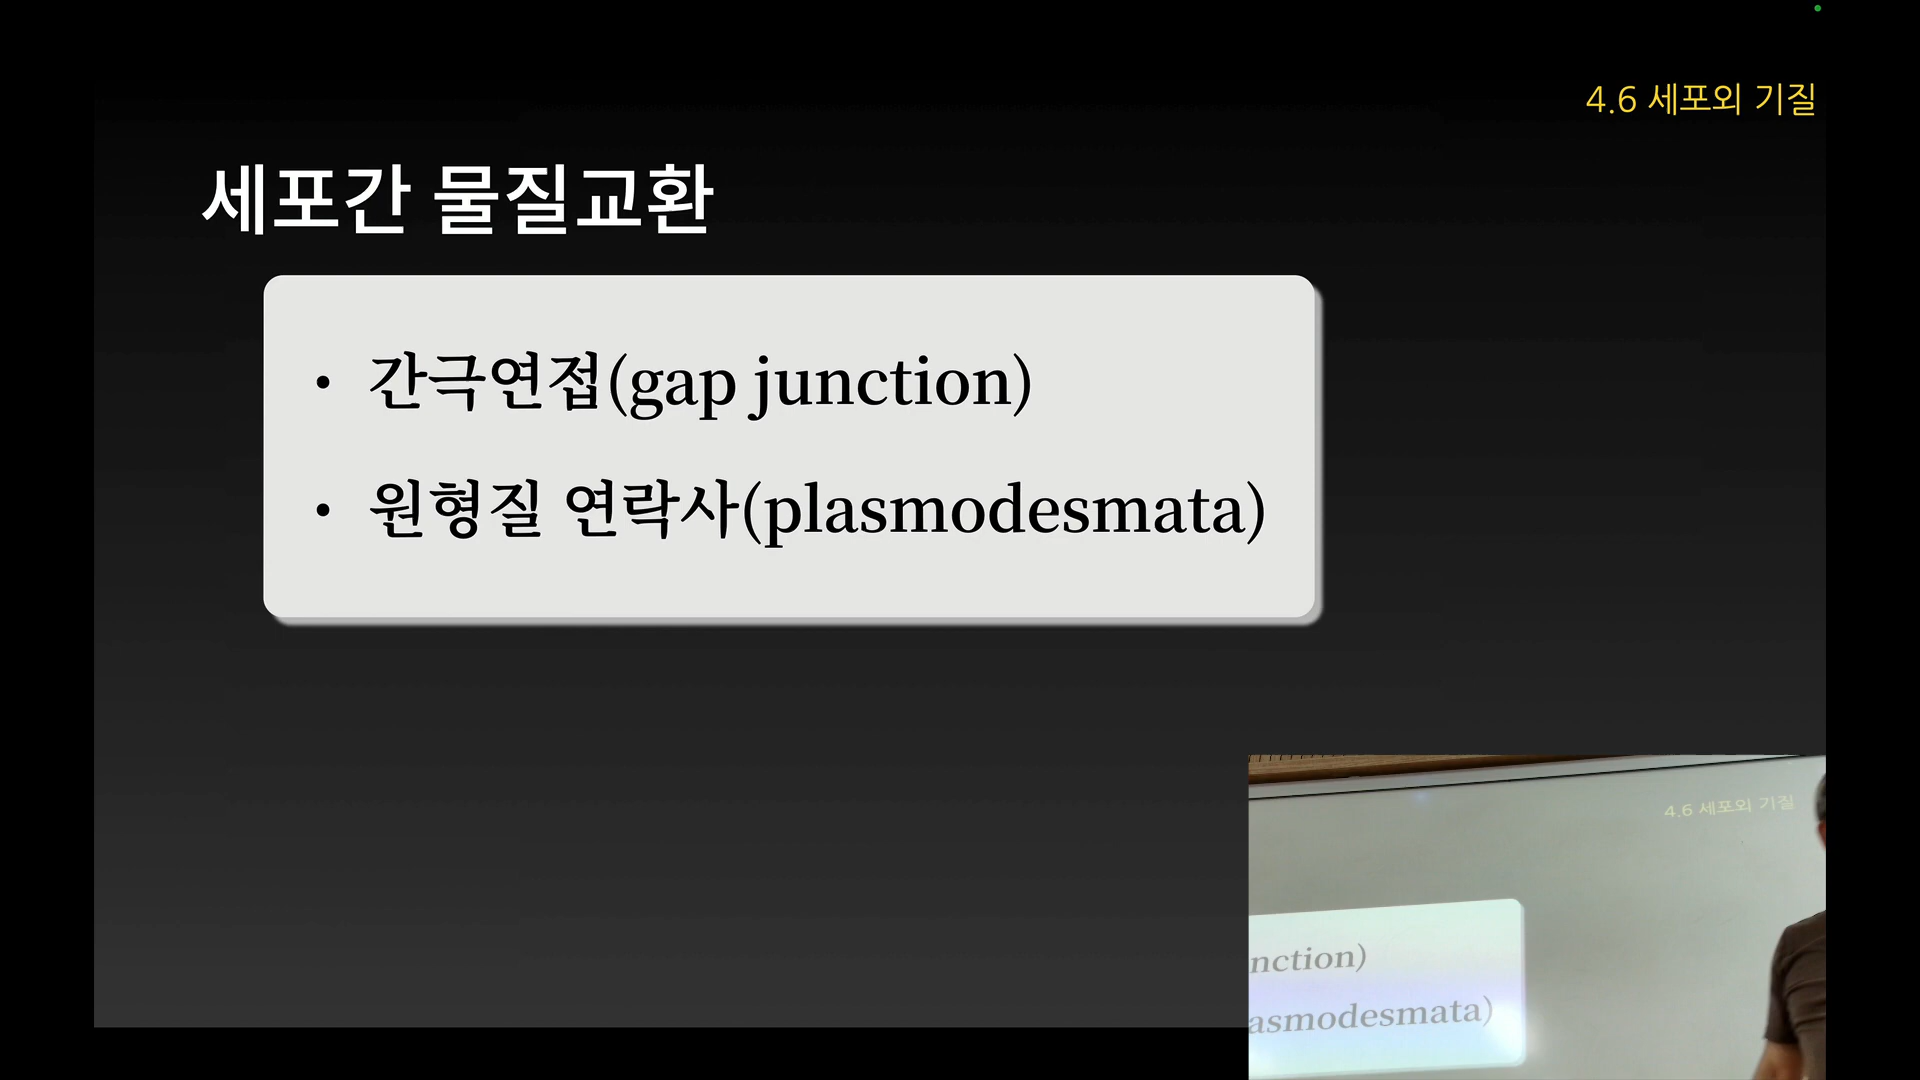 4.6 세포외 기질
세포간 물질교환
• 간극연접(gap junction)
• 원형질 연락사(plasmodesmata)
4.6 세포외 기질
nction)
asmodesmata)